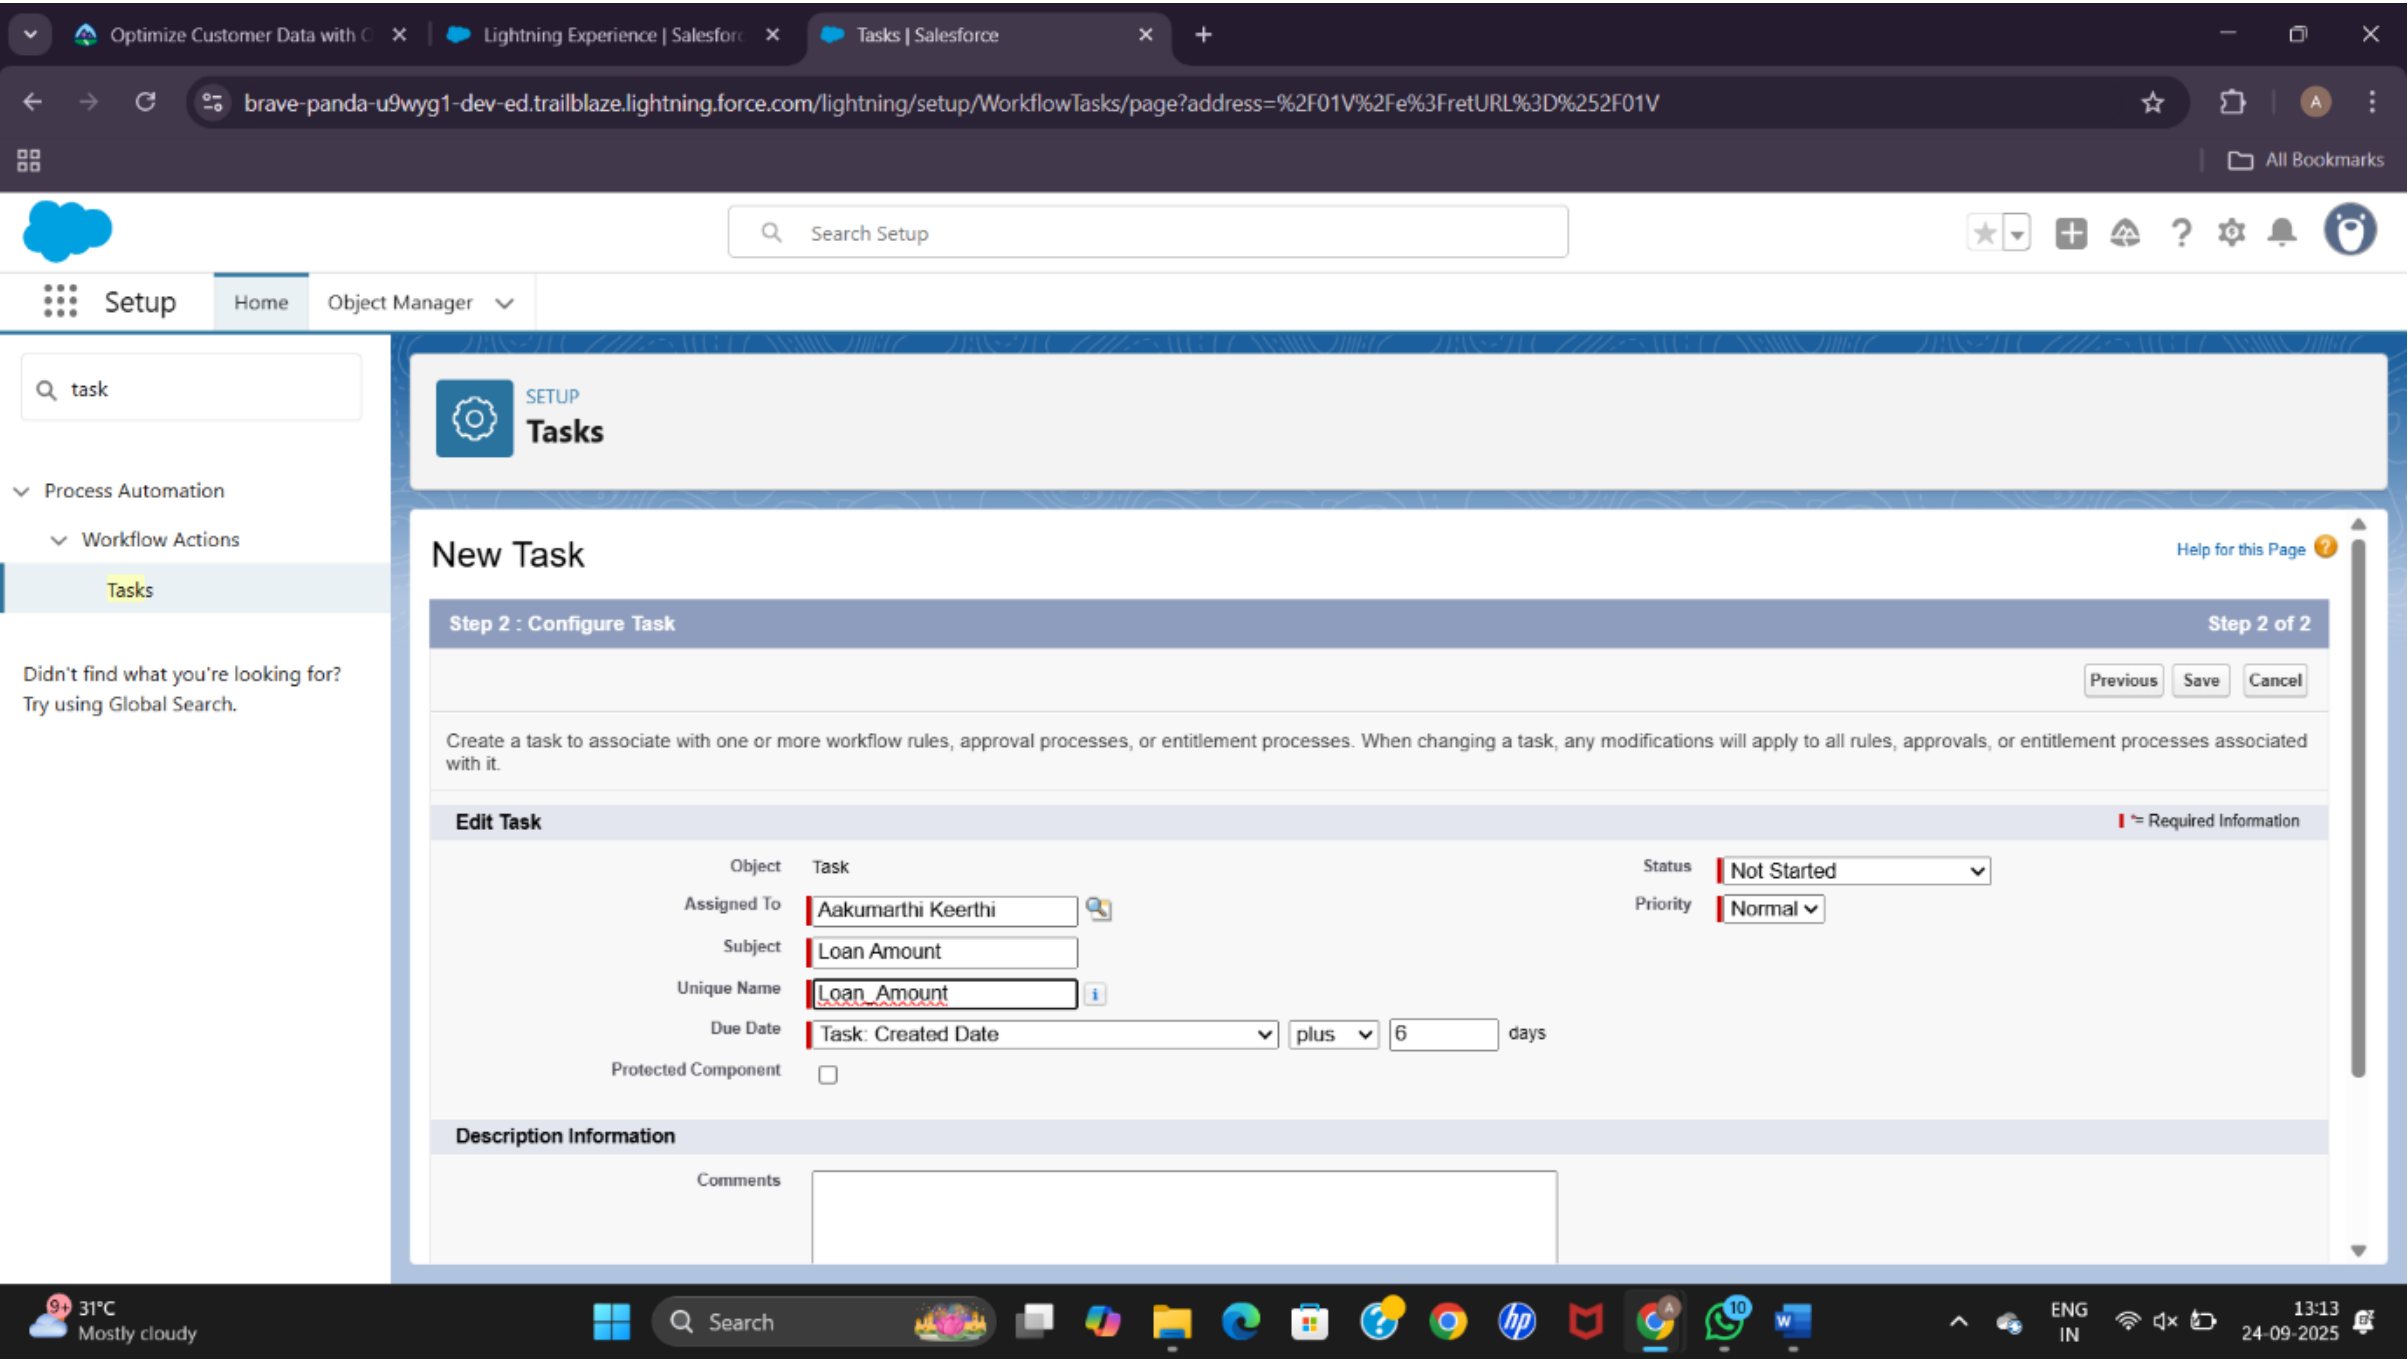 Optimize Customer Data with
Lightning Experience | Salesforc
Tasks | Salesforce
brave-panda-u9wyg1-dev-ed.trailblaze.lightning.force.com/lightning/setup/WorkflowTasks/page?address=%2F01V%2Fe%3FretURL%3D%252F01V
A
All Bookmarks
Search Setup
Setup
Home
Object Manager
task
SETUP
Tasks
Process Automation
Workflow Actions
Tasks
Didn't find what you're looking for?
Try using Global Search.
New Task
Help for this Page
Step 2 : Configure Task
Step 2 of 2
Previous
Save
Cancel
Create a task to associate with one or more workflow rules, approval processes, or entitlement processes. When changing a task, any modifications will apply to all rules, approvals, or entitlement processes associated
with it.
Edit Task
*= Required Information
Object Task
Status Not Started
Assigned To Aakumarthi Keerthi
Priority Normal
Subject Loan Amount
Unique Name Loan_Amount
Due Date Task: Created Date plus 6 days
Protected Component
Description Information
Comments
9+
31°C
Mostly cloudy
Search
hp
A
10
W
ENG
IN
13:13
24-09-2025